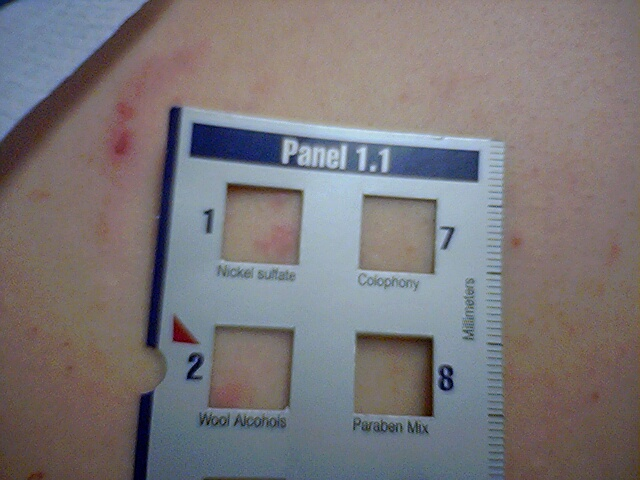 Panel 1.1
1
7
Nickel sulfate
Colophony
Millimeters
2
8
Wool Alcohols
Paraben Mix